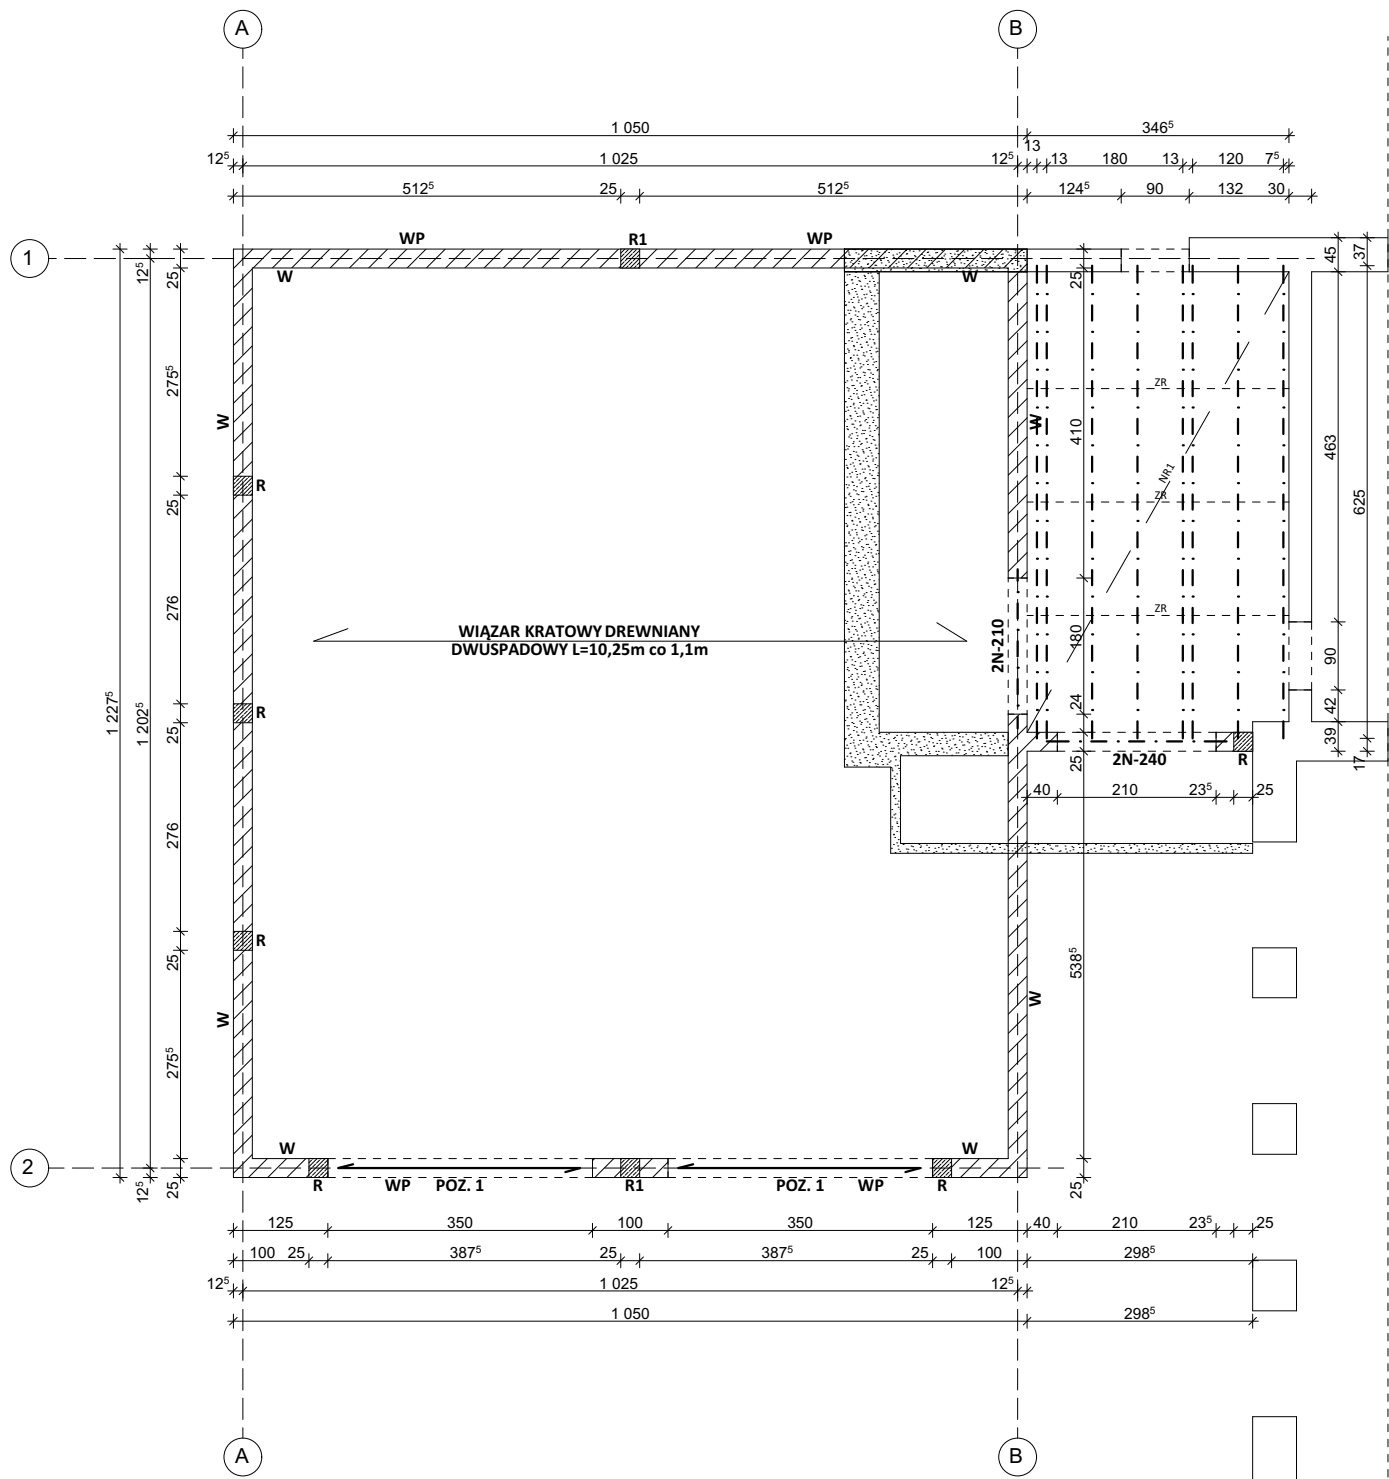 A
B
1 050
346⁵
13
12⁵
1 025
12⁵
13
180
13
120
7⁵
512⁵
25
512⁵
124⁵
90
132
30
WP
R1
WP
1
W
W
12⁵
25
25
45
37
275⁵
W
W
ZR
410
463
NR1
R
25
ZR
625
276
WIĄZAR KRATOWY DREWNIANY
DWUSPADOWY L=10,25m co 1,1m
2N-210
ZR
180
90
1 227⁵
1 202⁵
R
25
24
42
39
17
2N-240
R
25
40
210
23⁵
25
276
R
25
538⁵
W
W
275⁵
W
W
2
12⁵
25
R
WP
POZ. 1
R1
POZ. 1
WP
R
25
125
350
100
350
125
40
210
23⁵
25
100
25
387⁵
25
387⁵
25
100
298⁵
12⁵
1 025
12⁵
1 050
298⁵
A
B